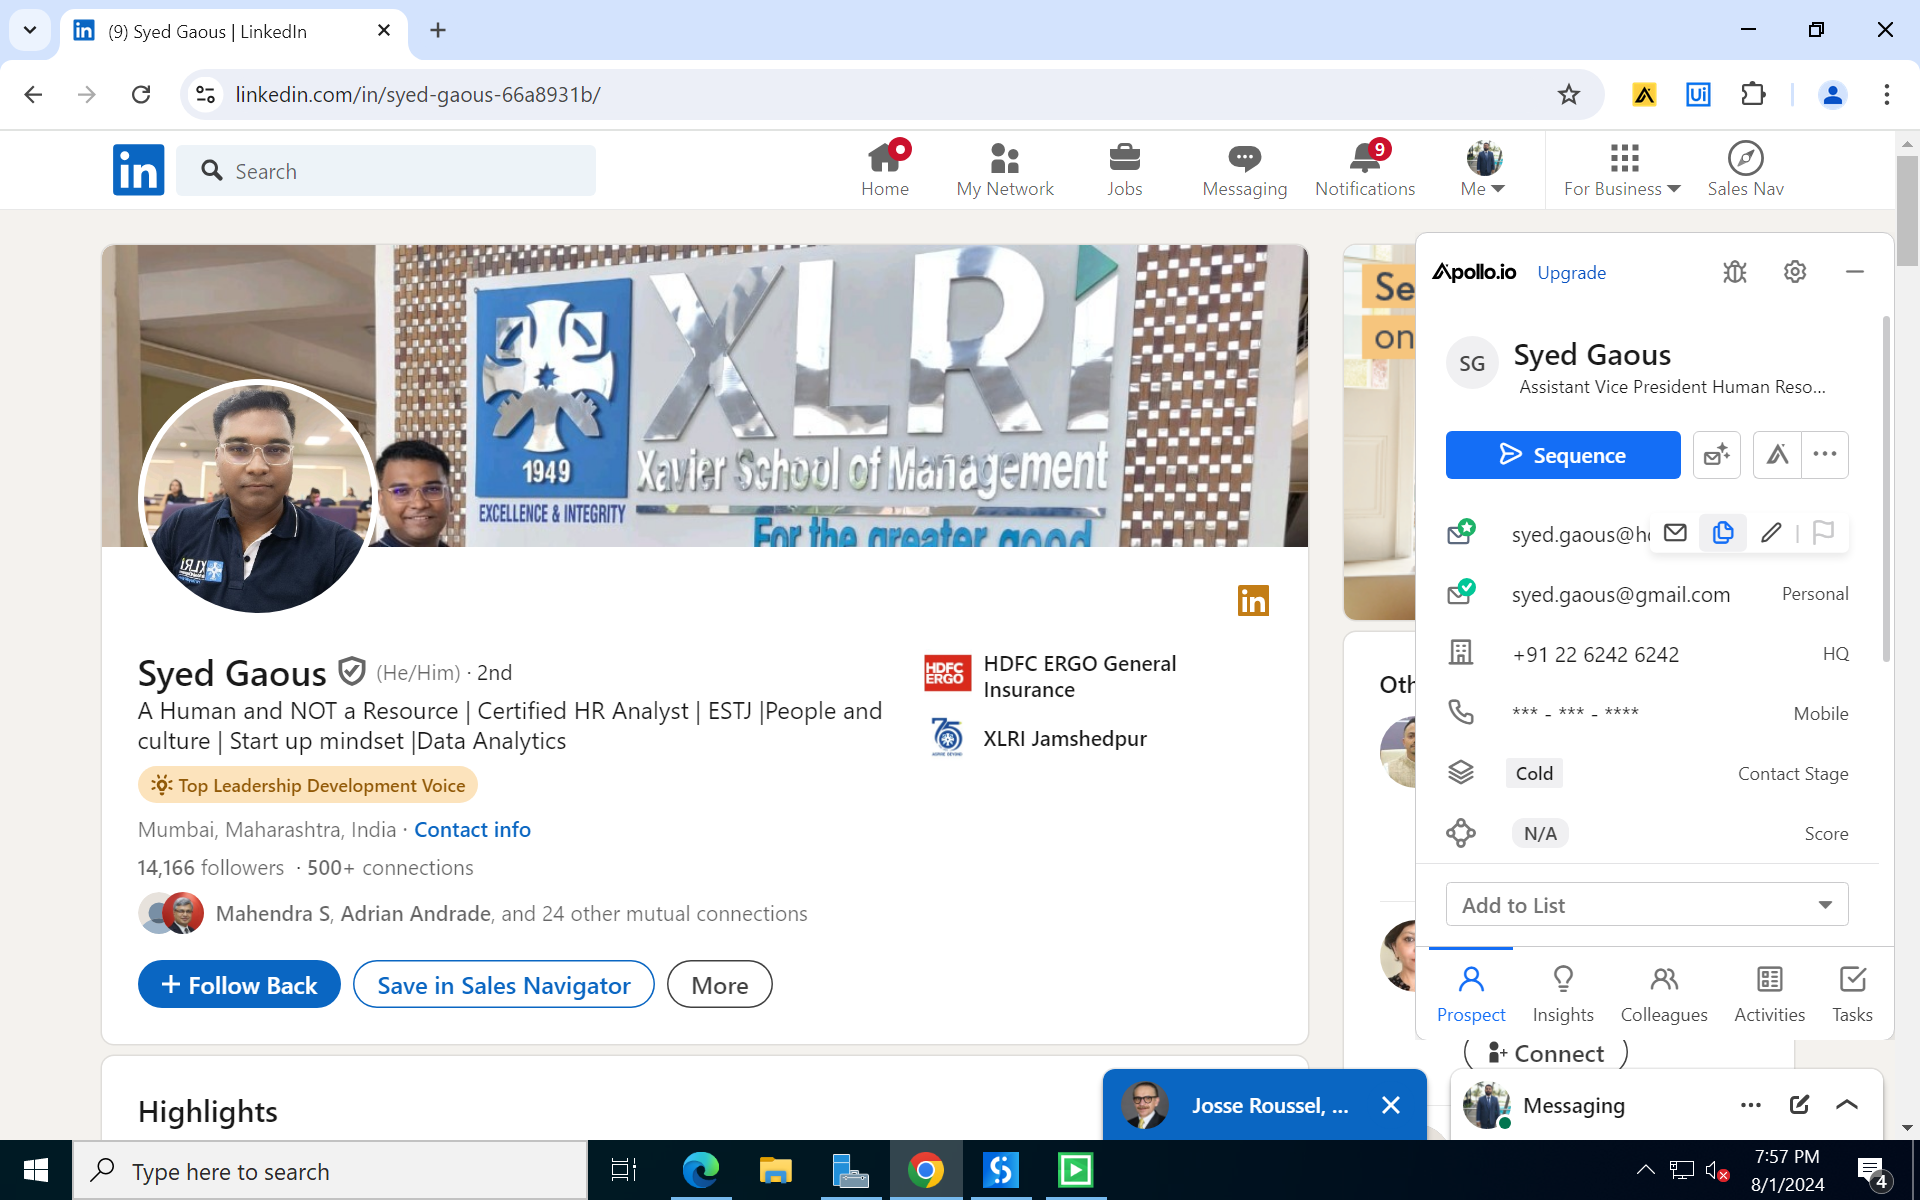 (9) Syed Gaous | LinkedIn
linkedin.com/in/syed-gaous-66a8931b/
Ui
in
Search
Home
My Network
Jobs
Messaging
9
Notifications
Me
For Business
Sales Nav
1949
EXCELLENCE & INTEGRITY
XLRI
Xavier School of Management
For the greater good
XLRI
in
Syed Gaous (He/Him) · 2nd
A Human and NOT a Resource | Certified HR Analyst | ESTJ |People and
culture | Start up mindset |Data Analytics
Top Leadership Development Voice
Mumbai, Maharashtra, India · Contact info
14,166 followers · 500+ connections
Mahendra S, Adrian Andrade, and 24 other mutual connections
+ Follow Back
Save in Sales Navigator
More
HDFC
ERGO
HDFC ERGO General
Insurance
75
XLRI Jamshedpur
Highlights
Se
on
Oth
Apollo.io
Upgrade
SG
Syed Gaous
Assistant Vice President Human Reso...
Sequence
syed.gaous@h
syed.gaous@gmail.com
Personal
+91 22 6242 6242
HQ
*** - *** - ****
Mobile
Cold
Contact Stage
N/A
Score
Add to List
Prospect
Insights
Colleagues
Activities
Tasks
Connect
Josse Roussel, ...
Messaging
Type here to search
7:57 PM
8/1/2024
4